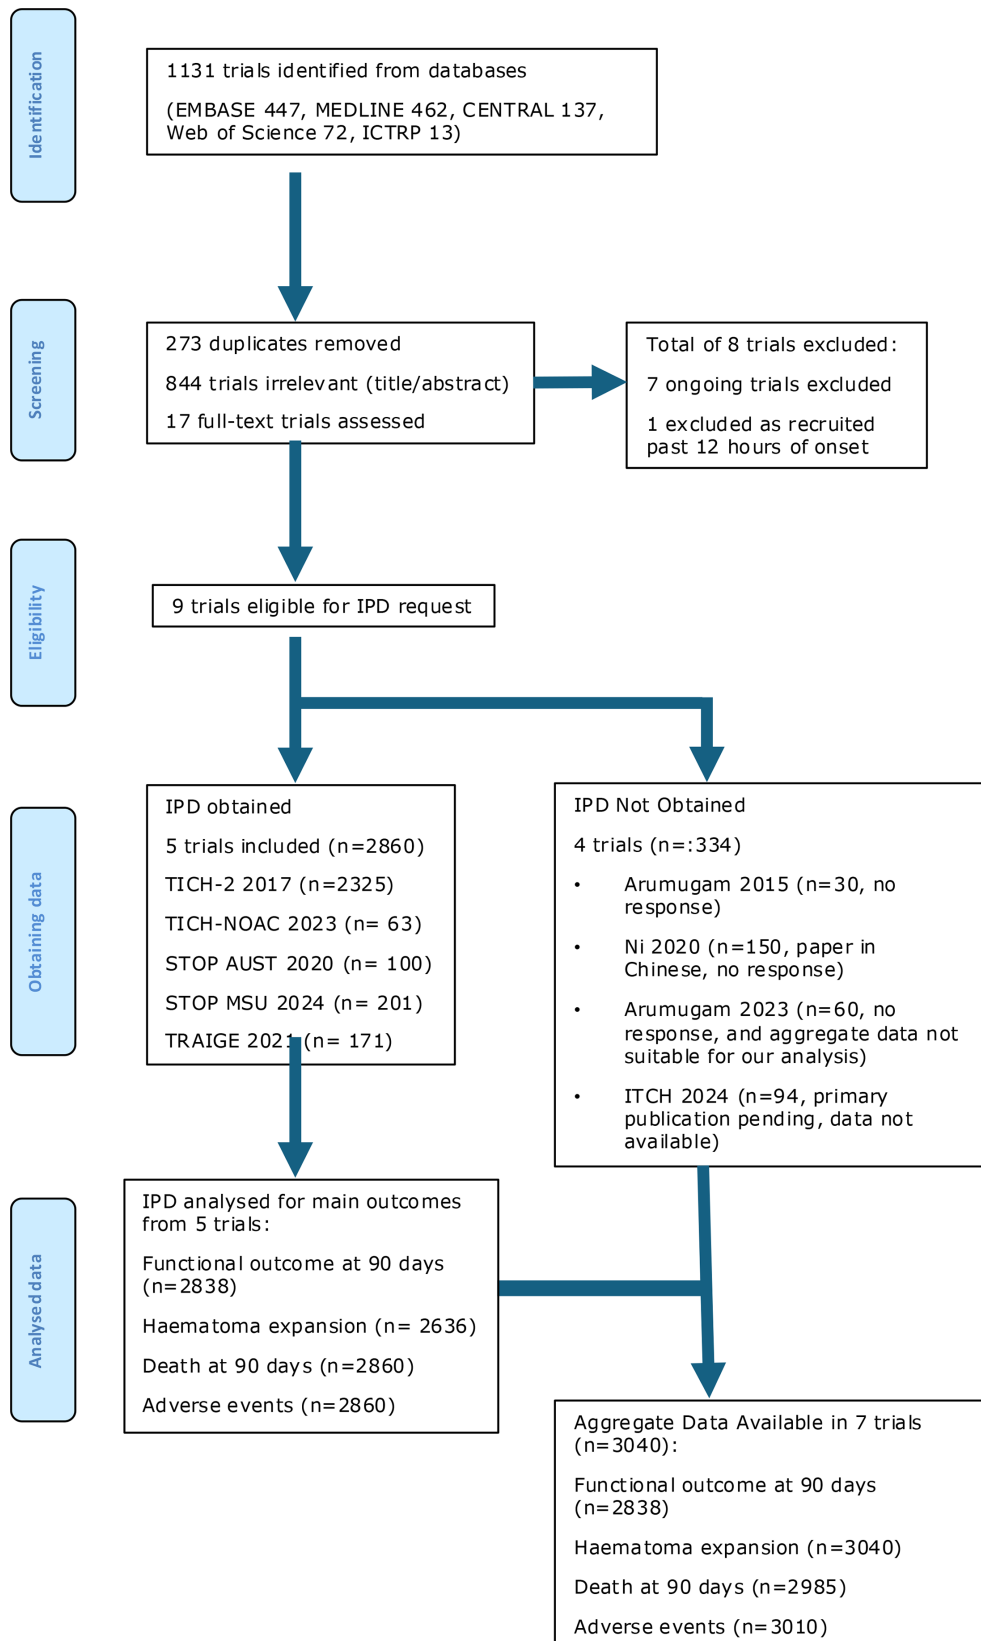 Identification
1131 trials identified from databases
(EMBASE 447, MEDLINE 462, CENTRAL 137,
Web of Science 72, ICTRP 13)
Screening
273 duplicates removed
844 trials irrelevant (title/abstract)
17 full-text trials assessed
Total of 8 trials excluded:
7 ongoing trials excluded
1 excluded as recruited
past 12 hours of onset
Eligibility
9 trials eligible for IPD request
Obtaining data
IPD obtained
5 trials included (n=2860)
TICH-2 2017 (n=2325)
TICH-NOAC 2023 (n= 63)
STOP AUST 2020 (n= 100)
STOP MSU 2024 (n= 201)
TRAIGE 2021 (n= 171)
IPD Not Obtained
4 trials (n=:334)
• Arumugam 2015 (n=30, no
response)
• Ni 2020 (n=150, paper in
Chinese, no response)
• Arumugam 2023 (n=60, no
response, and aggregate data not
suitable for our analysis)
• ITCH 2024 (n=94, primary
publication pending, data not
available)
Analysed data
IPD analysed for main outcomes
from 5 trials:
Functional outcome at 90 days
(n=2838)
Haematoma expansion (n= 2636)
Death at 90 days (n=2860)
Adverse events (n=2860)
Aggregate Data Available in 7 trials
(n=3040):
Functional outcome at 90 days
(n=2838)
Haematoma expansion (n=3040)
Death at 90 days (n=2985)
Adverse events (n=3010)